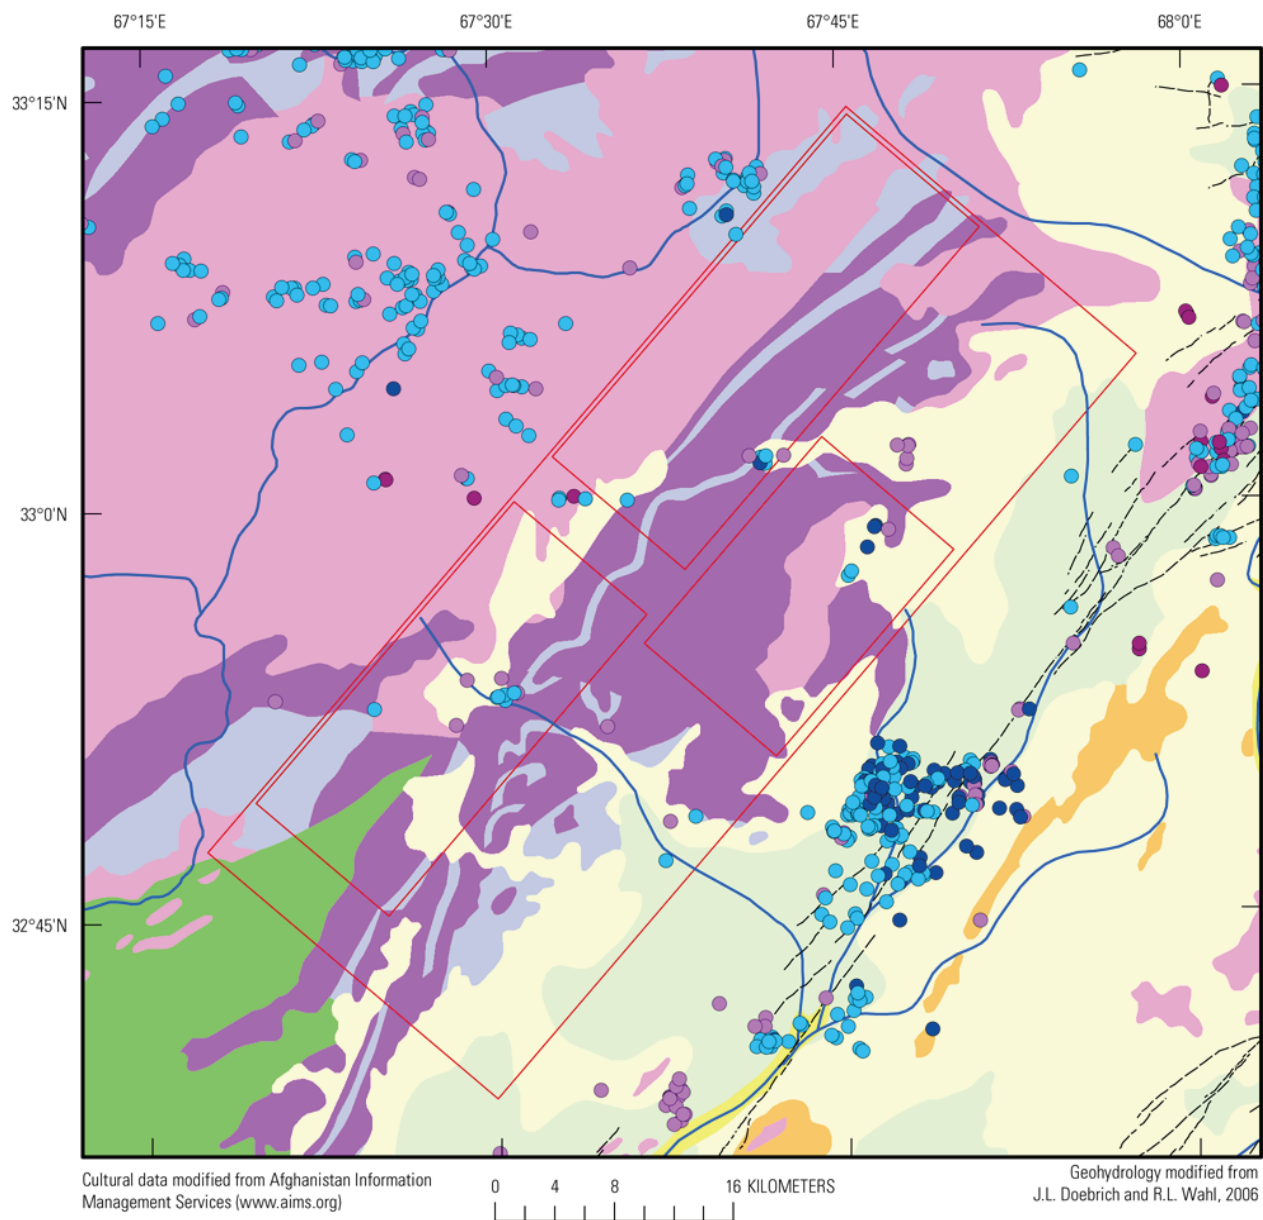 67°15'E 67°30'E 67°45'E 68°0'E
33°15'N
33°0'N
32°45'N
Cultural data modified from Afghanistan Information
Management Services (www.aims.org)
0 4 8 16 KILOMETERS
Geohydrology modified from
J.L. Doebrich and R.L. Wahl, 2006